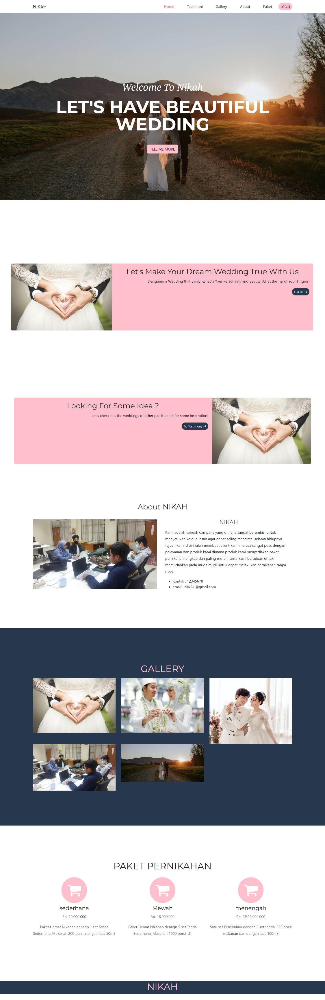 NIKAH
Home
Testimoni
Gallery
About
Paket
LOGIN
Welcome To Nikah
LET'S HAVE BEAUTIFUL
WEDDING
TELL ME MORE
Let’s Make Your Dream Wedding True With Us
Designing a Wedding that Easily Reflects Your Personality and Beauty. All at the Tip of Your Fingers.
LOGIN →
Looking For Some Idea ?
Let's check out the weddings of other participants for some inspiration!
To Testimony →
About NIKAH
NIKAH
Kami adalah sebuah company yang dimana sangat berambisi untuk
menyatukan ke dua insan agar dapat saling mencintai selama hidupnya.
tujuan kami disini ialah membuat client kami merasa sangat puas dengan
pelayanan dan produk kami dimana produk kami menyediakan paket
pernikahan lengkap dan paling murah. serta kami bertujuan untuk
memudahkan pada muda mudi untuk dapat melakukan pernikahan tanpa
ribet.
• Kontak : 12345678
• email : NIKAH@gmail.com
GALLERY
PAKET PERNIKAHAN
sederhana
Rp. 10.000.000
Paket Hemat Nikahan denagn 1 set Tenda
Sederhana, Makanan 200 porsi, dengan luas 50m2
Mewah
Rp. 16.000.000
Paket Hemat Nikahan denagn 5 set Tenda
Sederhana, Makanan 1000 porsi, dll
menengah
Rp. RP.13.000.000
Satu set Pernikahan dengan 2 set tenda, 350 porsi
makanan dan dengan luas 100m2
NIKAH